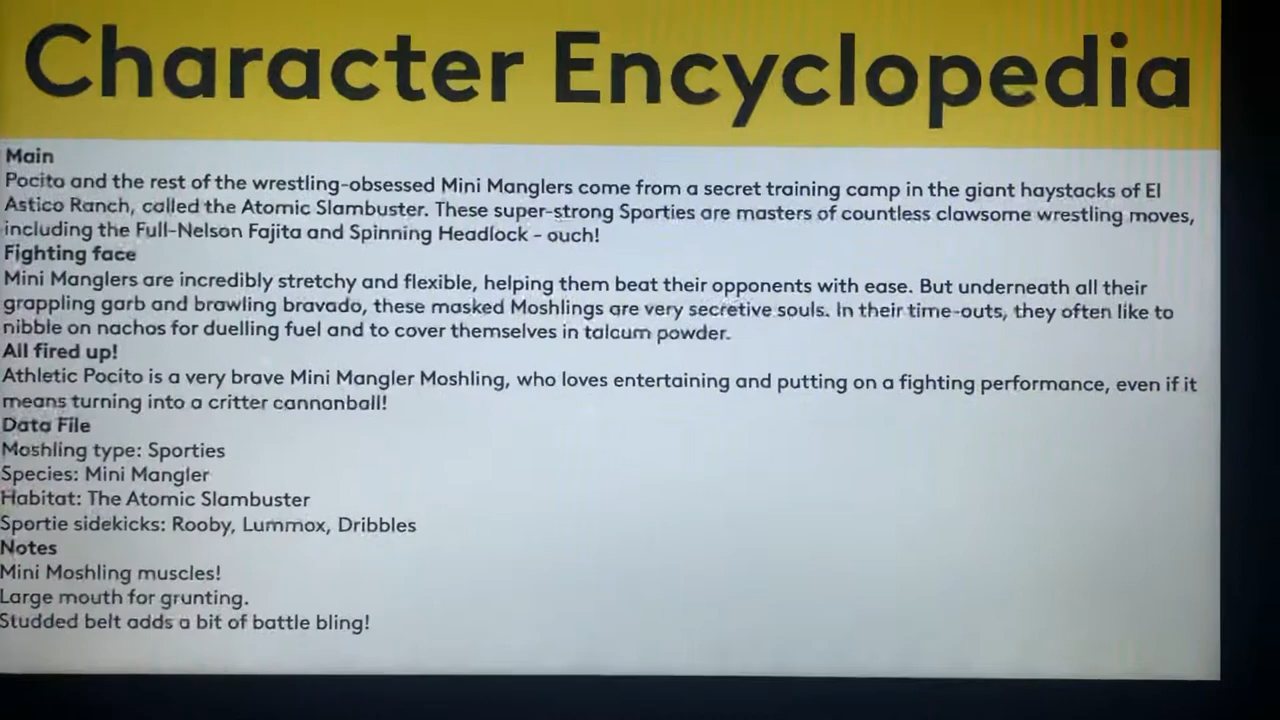 Character Encyclopedia
Main
Pocito and the rest of the wrestling-obsessed Mini Manglers come from a secret training camp in the giant haystacks of El
Astico Ranch, called the Atomic Slambuster. These super-strong Sporties are masters of countless clawsome wrestling moves,
including the Full-Nelson Fajita and Spinning Headlock - ouch!
Fighting face
Mini Manglers are incredibly stretchy and flexible, helping them beat their opponents with ease. But underneath all their
grappling garb and brawling bravado, these masked Moshlings are very secretive souls. In their time-outs, they often like to
nibble on nachos for duelling fuel and to cover themselves in talcum powder.
All fired up!
Athletic Pocito is a very brave Mini Mangler Moshling, who loves entertaining and putting on a fighting performance, even if it
means turning into a critter cannonball!
Data File
Moshling type: Sporties
Species: Mini Mangler
Habitat: The Atomic Slambuster
Sportie sidekicks: Rooby, Lummox, Dribbles
Notes
Mini Moshling muscles!
Large mouth for grunting.
Studded belt adds a bit of battle bling!